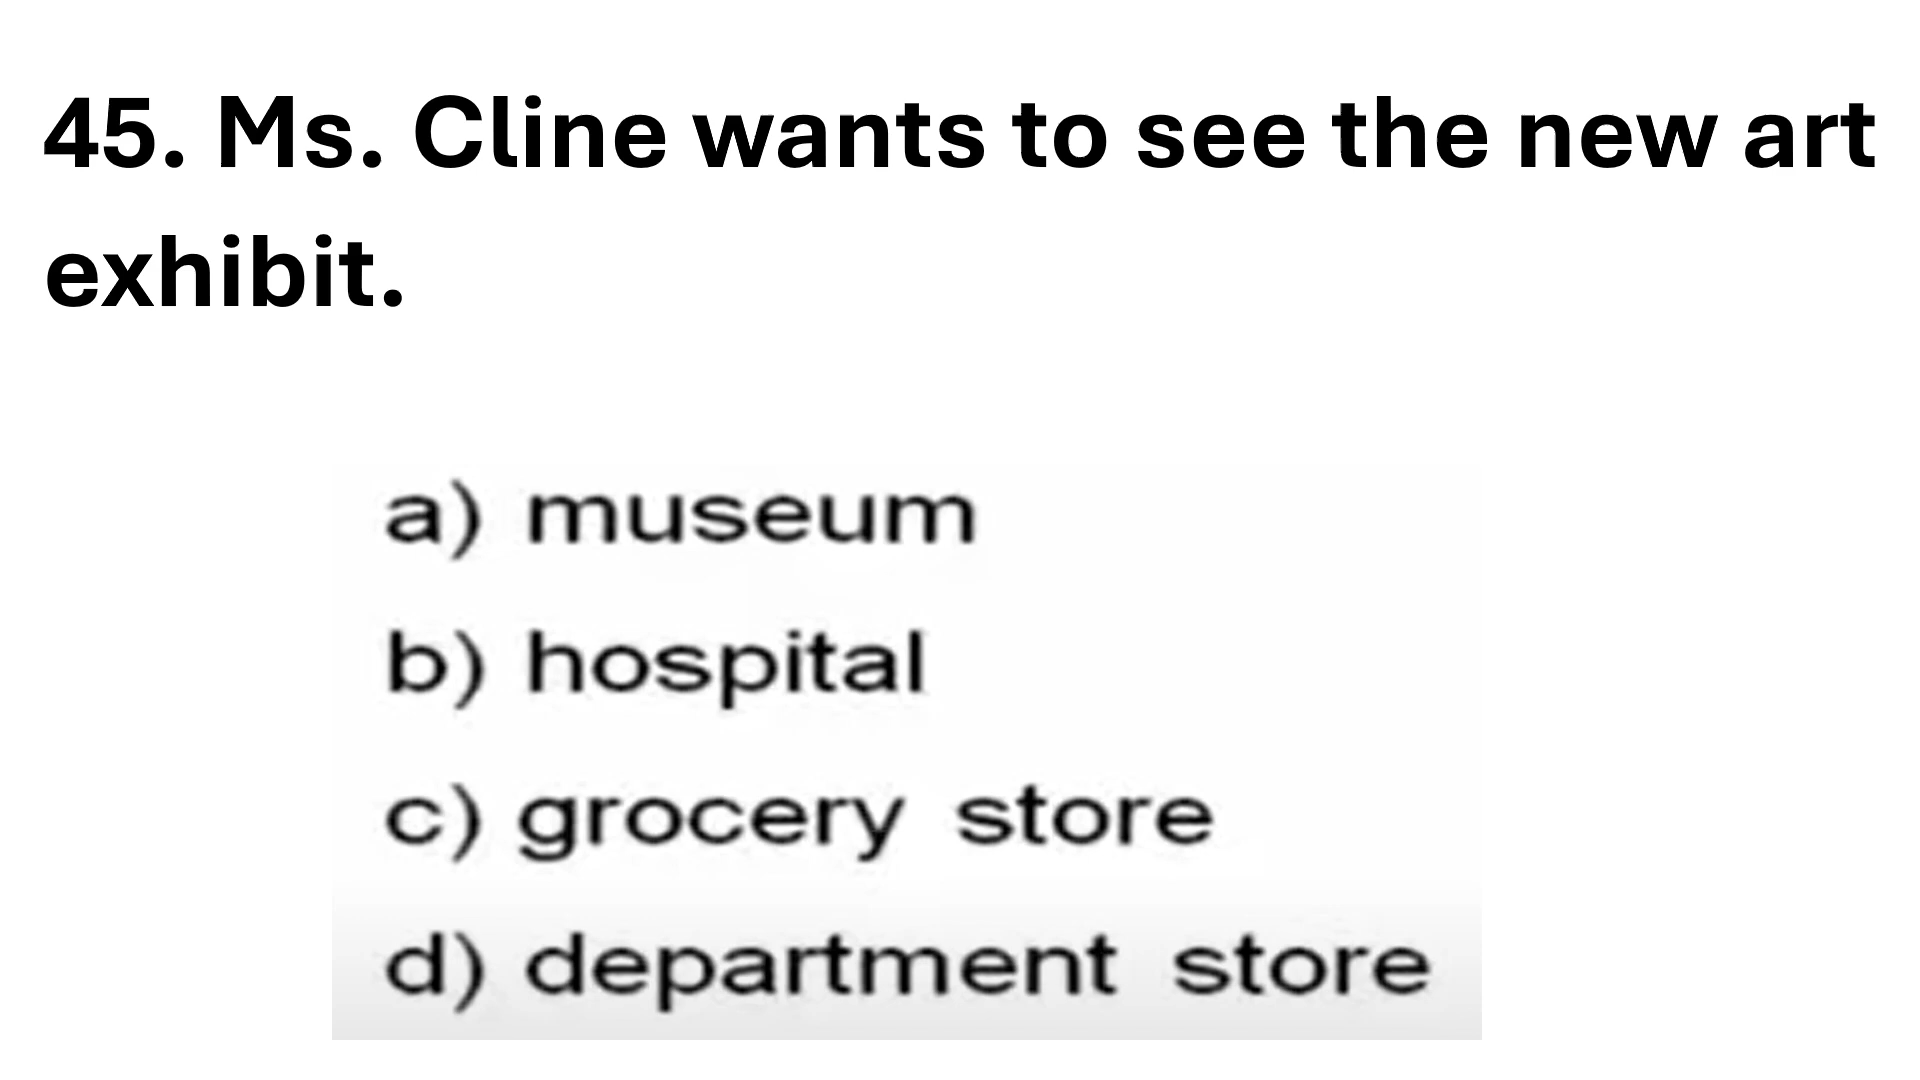 45. Ms. Cline wants to see the new art
exhibit.
a) museum
b) hospital
c) grocery store
d) department store